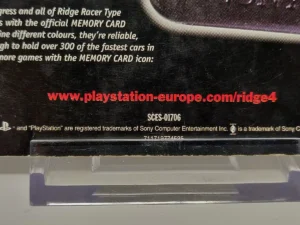 gress and all of Ridge Racer Type
s with the official MEMORY CARD
ine different colours, they're reliable,
gh to hold over 300 of the fastest cars in
more games with the MEMORY CARD icon:
www.playstation-europe.com/ridge4
SCES-01706
and "PlayStation" are registered trademarks of Sony Computer Entertainment Inc. is a trademark of Sony C